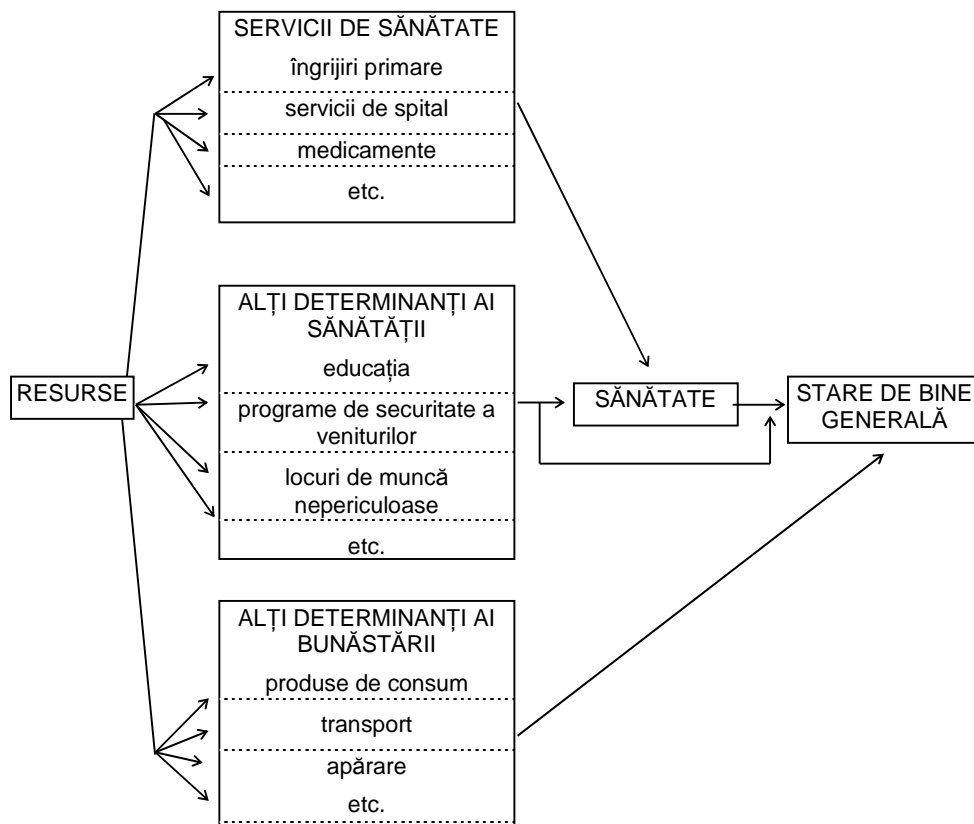 SERVICII DE SĂNĂTATE
îngrijiri primare
servicii de spital
medicamente
etc.
ALȚI DETERMINANȚI AI
SĂNĂTĂȚII
educația
programe de securitate a
veniturilor
locuri de muncă
nepericuloase
etc.
RESURSE
SĂNĂTATE
STARE DE BINE
GENERALĂ
ALȚI DETERMINANȚI AI
BUNĂSTĂRII
produse de consum
transport
apărare
etc.